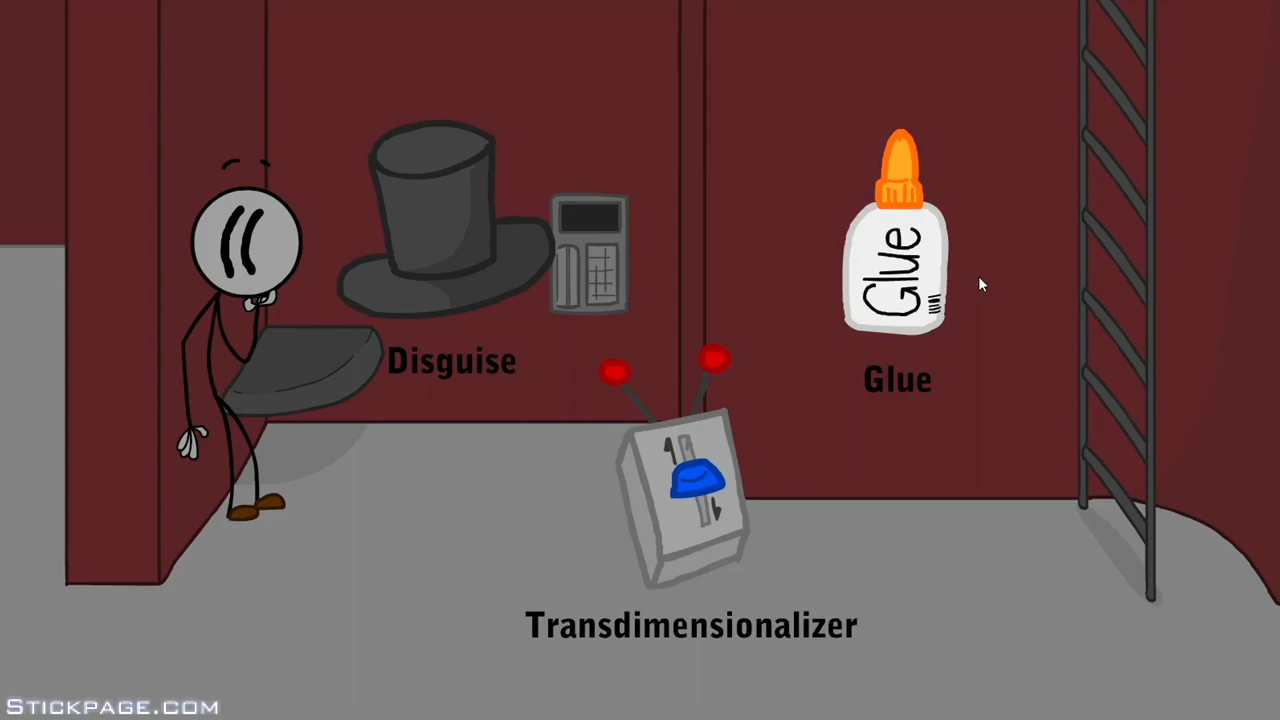 Glue
Disguise
Glue
Transdimensionalizer
STICKPAGE.COM